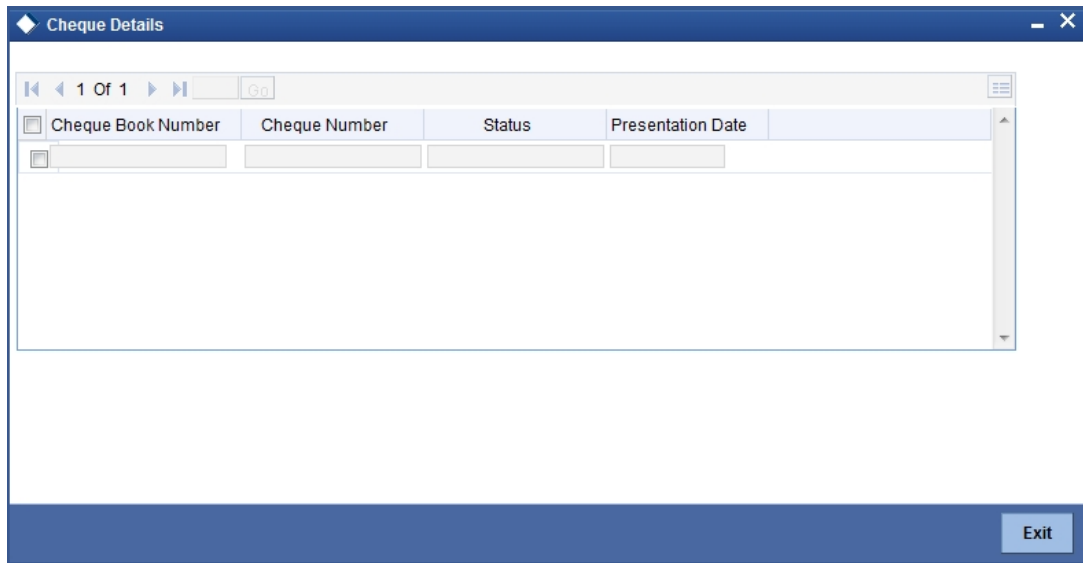 Cheque Details
1 Of 1 Go
Cheque Book Number Cheque Number Status Presentation Date
Exit